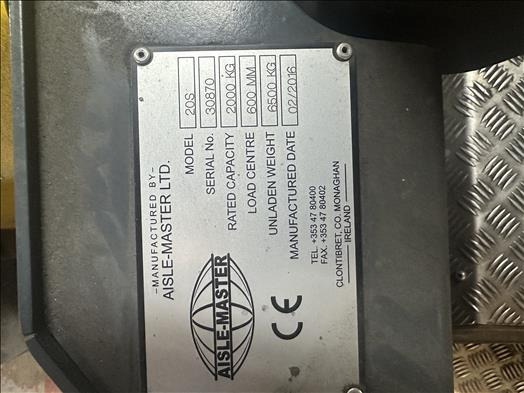 -MANUFACTURED BY-
AISLE-MASTER LTD.
MODEL 20S
SERIAL No. 30870
RATED CAPACITY 2000 KG
LOAD CENTRE 600 MM
UNLADEN WEIGHT 6500 KG
MANUFACTURED DATE 02/2016
AISLE-MASTER
CE
TEL. +353 47 80400
FAX. +353 47 80402
CLONTIBRET, CO. MONAGHAN
IRELAND